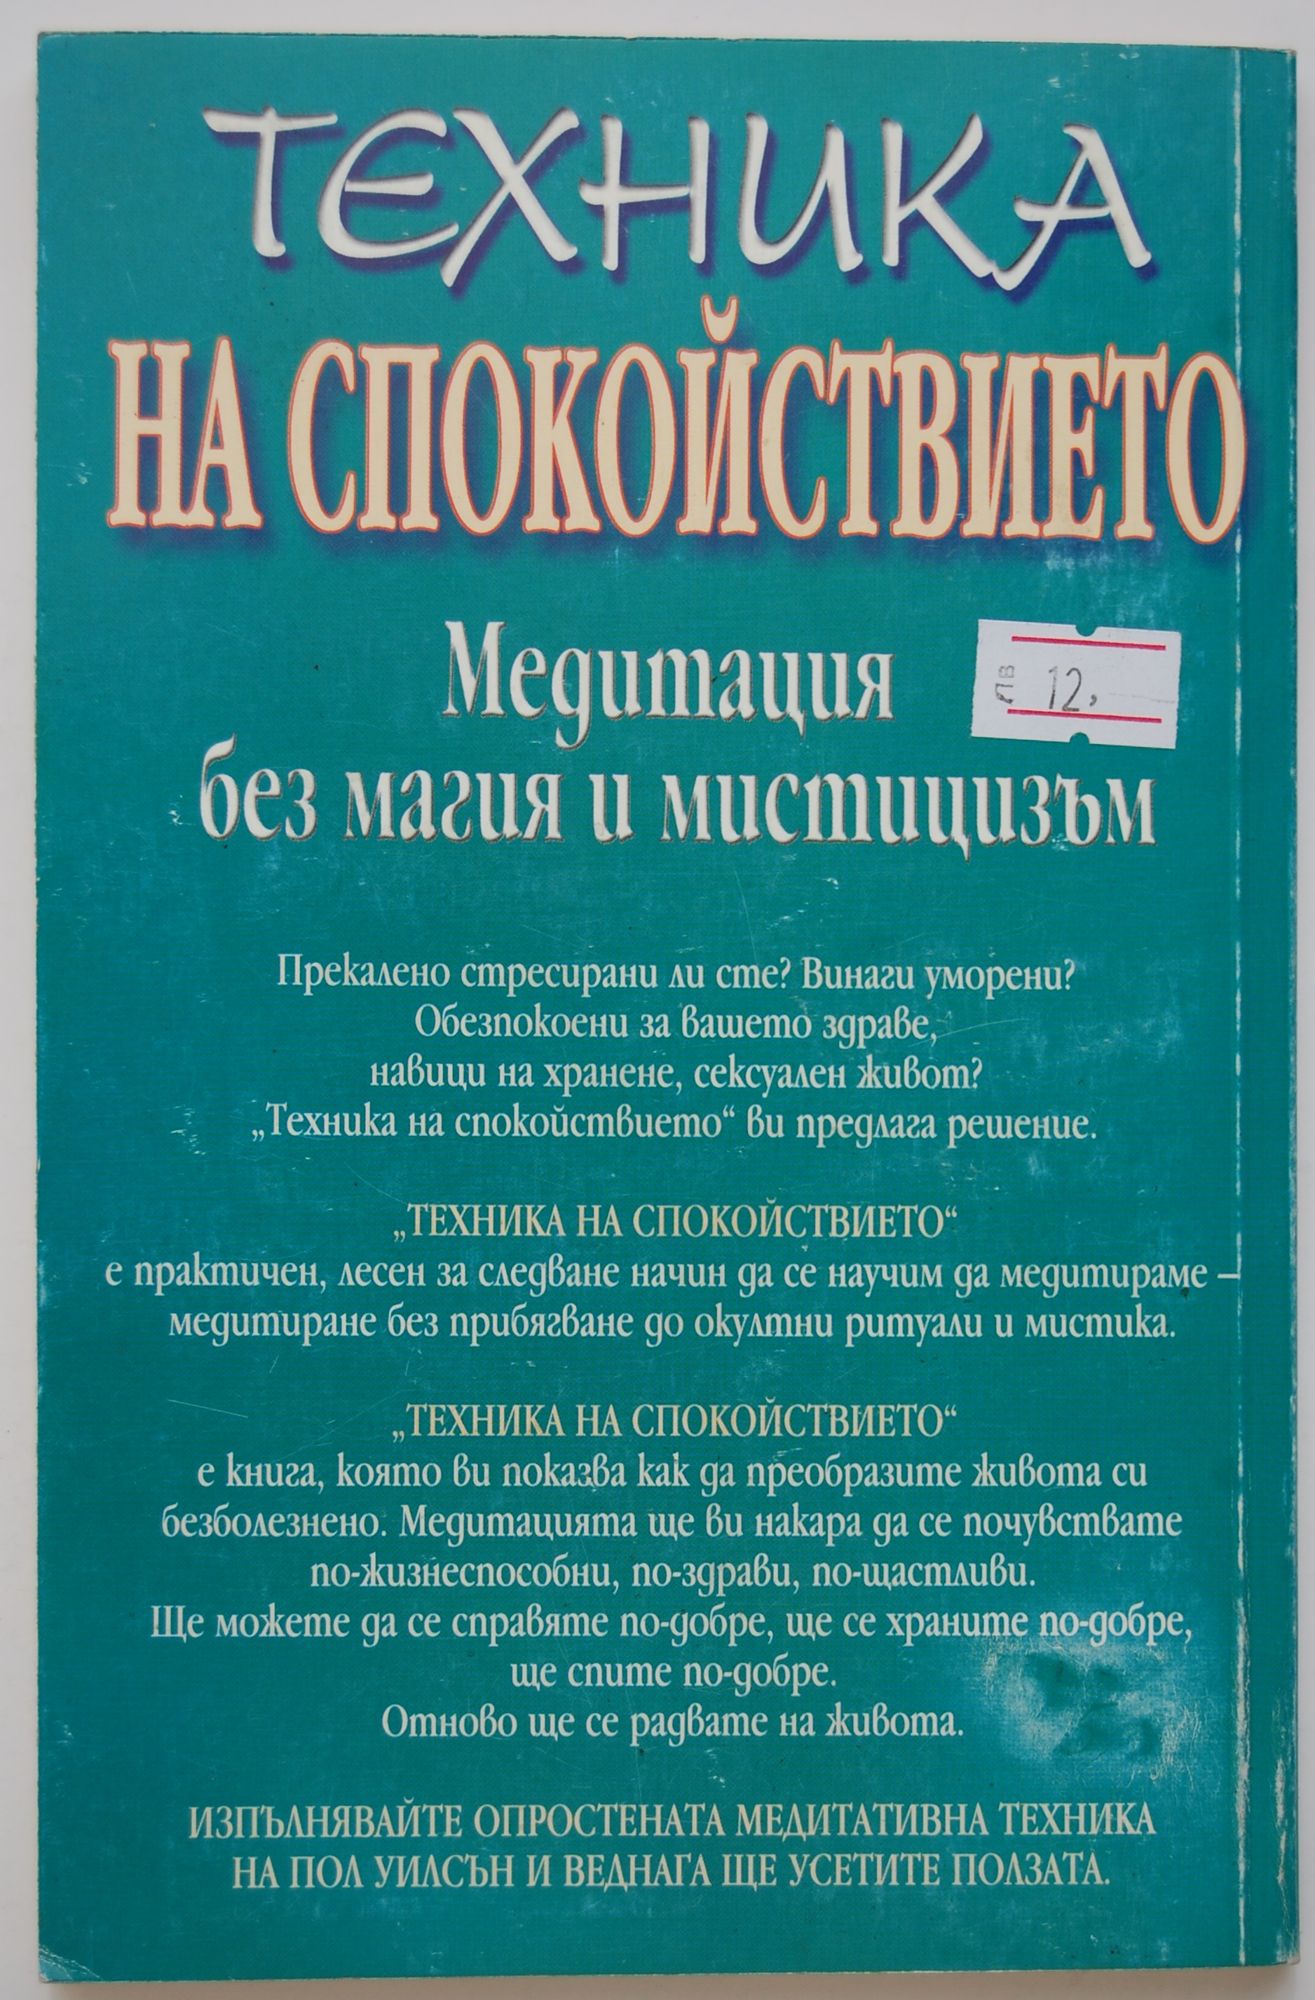 ТЕХНИКА
НА СПОКОЙСТВИЕТО
Медитация
лв 12,
без магия и мистицизъм
Прекалено стресирани ли сте? Винаги уморени?
Обезпокоени за вашето здраве,
навици на хранене, сексуален живот?
„Техника на спокойствието“ ви предлага решение.
„ТЕХНИКА НА СПОКОЙСТВИЕТО“
е практичен, лесен за следване начин да се научим да медитираме –
медитиране без прибягване до окултни ритуали и мистика.
„ТЕХНИКА НА СПОКОЙСТВИЕТО“
е книга, която ви показва как да преобразите живота си
безболезнено. Медитацията ще ви накара да се почувствате
по-жизнеспособни, по-здрави, по-щастливи.
Ще можете да се справяте по-добре, ще се храните по-добре,
ще спите по-добре.
Отново ще се радвате на живота.
ИЗПЪЛНЯВАЙТЕ ОПРОСТЕНАТА МЕДИТАТИВНА ТЕХНИКА
НА ПОЛ УИЛСЪН И ВЕДНАГА ЩЕ УСЕТИТЕ ПОЛЗАТА.